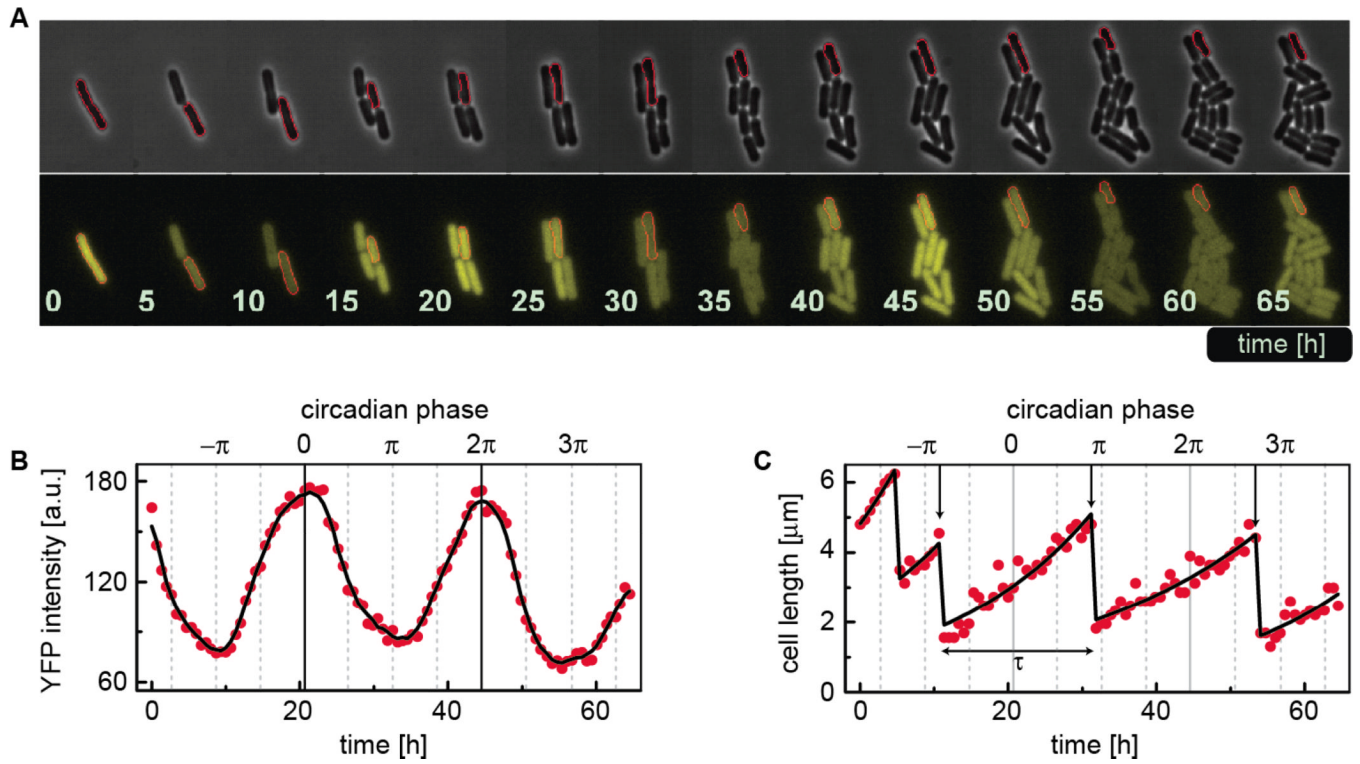 A
0 5 10 15 20 25 30 35 40 45 50 55 60 65
time [h]
B
circadian phase
−π 0 π 2π 3π
YFP intensity [a.u.]
180
120
60
0 20 40 60
time [h]
C
circadian phase
−π 0 π 2π 3π
cell length [μm]
6
4
2
0
τ
0 20 40 60
time [h]